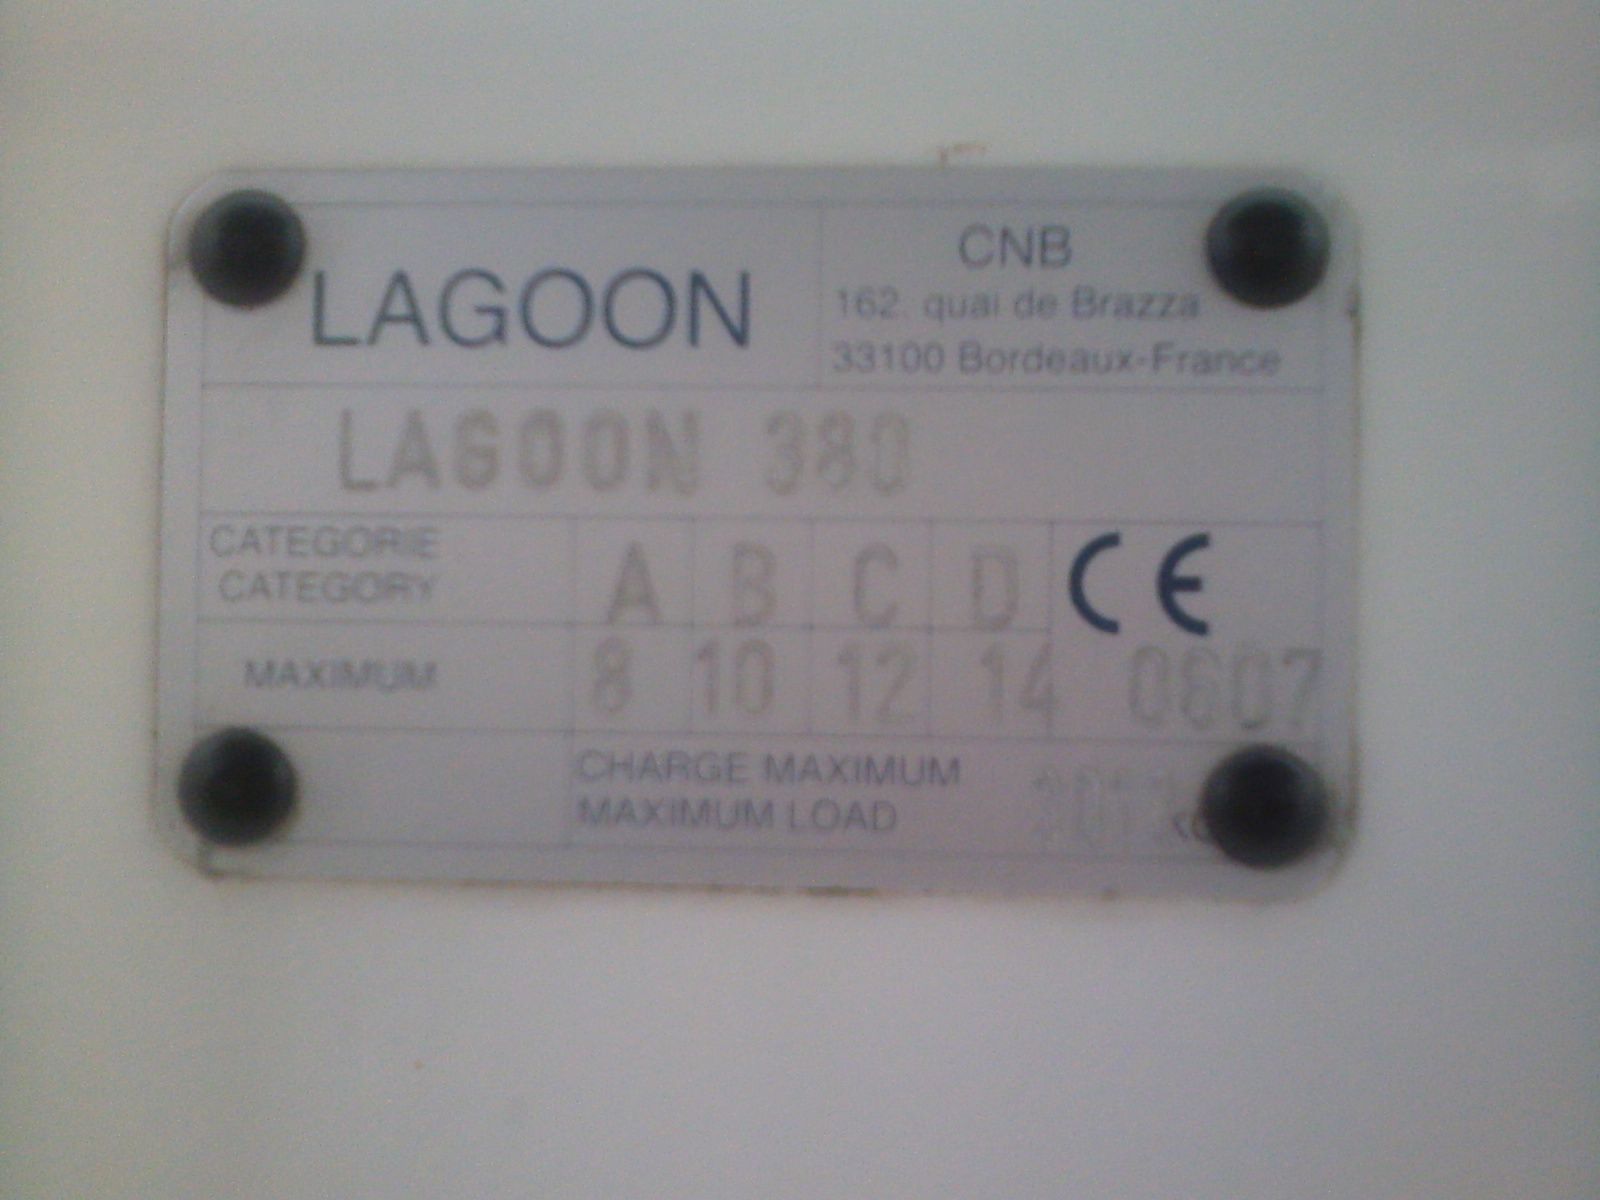 LAGOON
CNB
162, quai de Brazza
33100 Bordeaux-France
LAGOON 380
CATEGORIE
CATEGORY
A B C D
CE
MAXIMUM
8 10 12 14
0607
CHARGE MAXIMUM
MAXIMUM LOAD